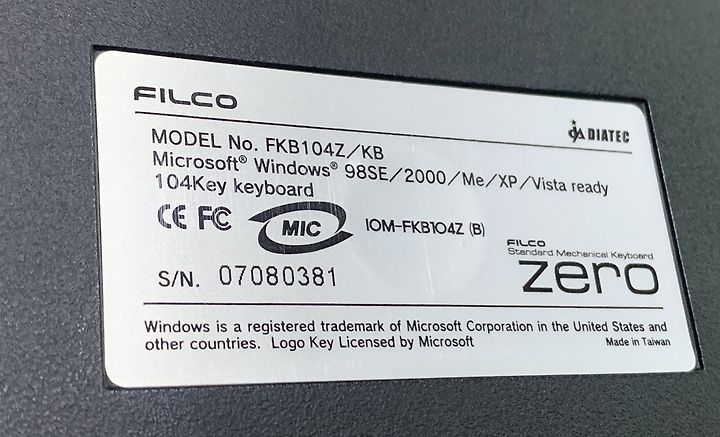 FILCO
DIATEC
MODEL No. FKB104Z/KB
Microsoft® Windows® 98SE/2000/Me/XP/Vista ready
104Key keyboard
CE FC MIC IOM-FKB104Z (B)
FILCO
Standard Mechanical Keyboard
zero
S/N. 07080381
Windows is a registered trademark of Microsoft Corporation in the United States and
other countries. Logo Key Licensed by Microsoft
Made in Taiwan